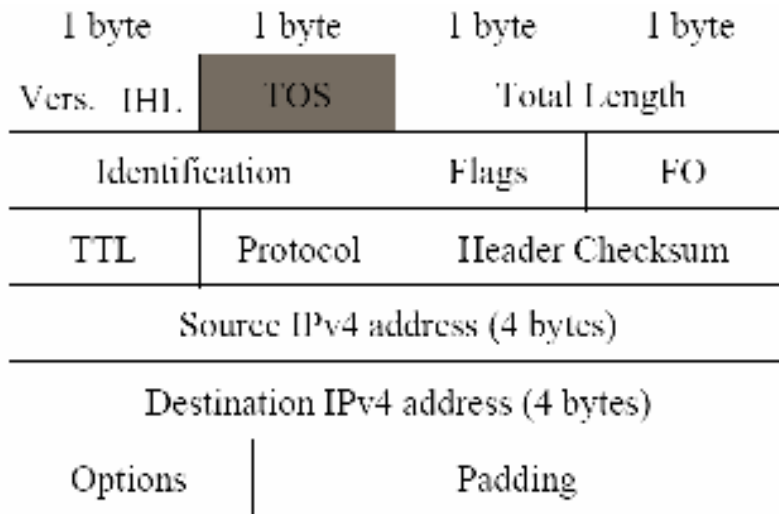 1 byte 1 byte 1 byte 1 byte
Vers. IHL TOS Total Length
Identification Flags FO
TTL Protocol Header Checksum
Source IPv4 address (4 bytes)
Destination IPv4 address (4 bytes)
Options Padding